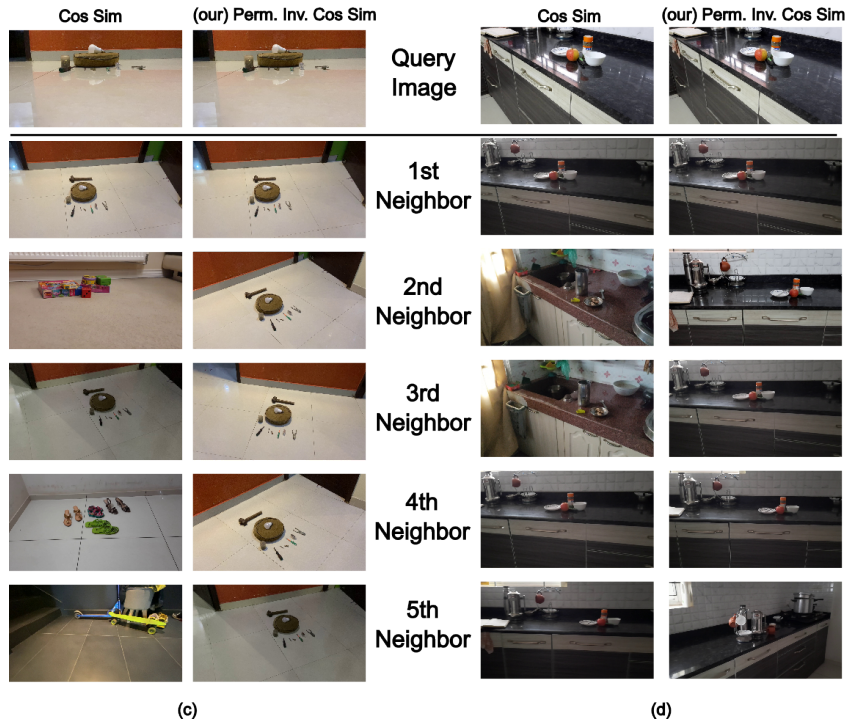 Cos Sim
(our) Perm. Inv. Cos Sim
Cos Sim
(our) Perm. Inv. Cos Sim
Query
Image
1st
Neighbor
2nd
Neighbor
3rd
Neighbor
4th
Neighbor
5th
Neighbor
(c)
(d)